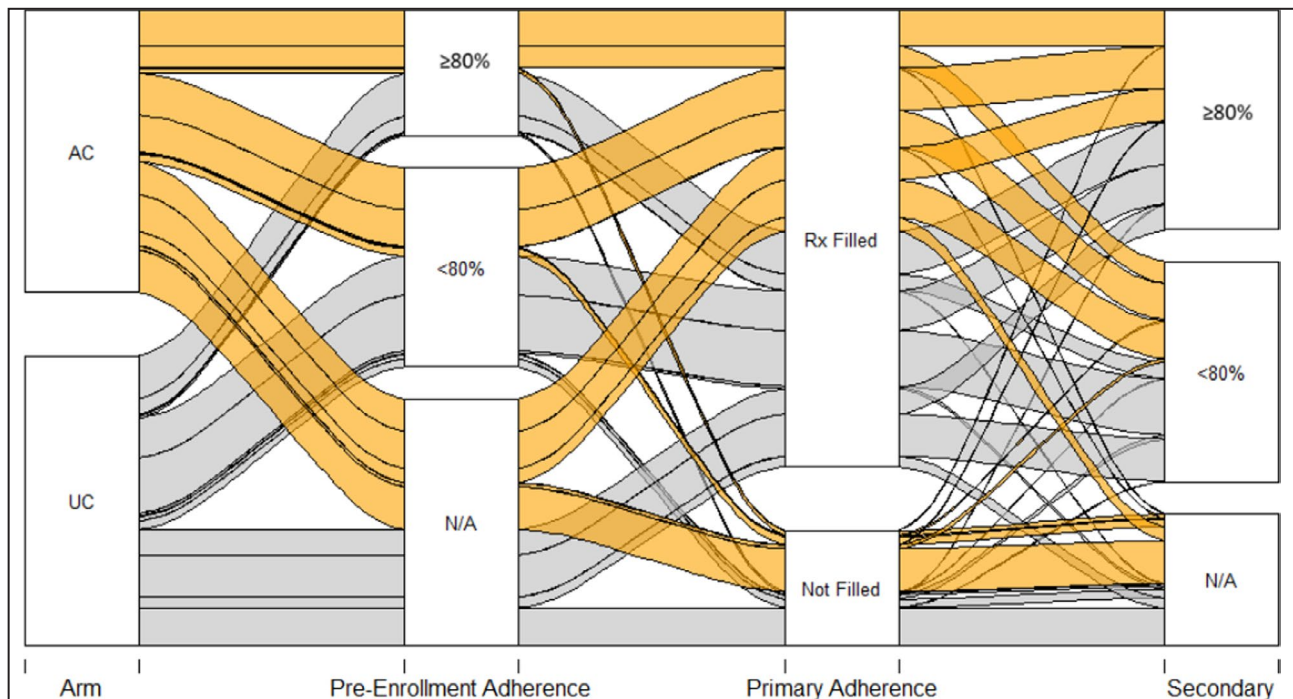 ≥80%
≥80%
AC
<80%
Rx Filled
<80%
UC
N/A
Not Filled
N/A
Arm
Pre-Enrollment Adherence
Primary Adherence
Secondary